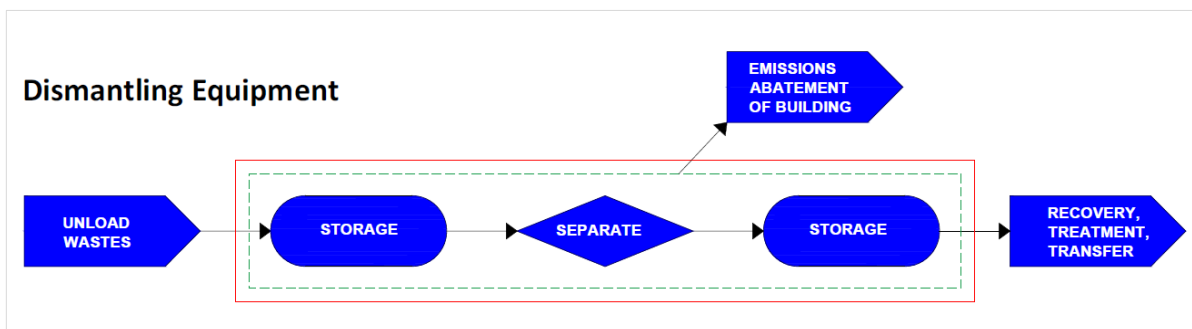 Dismantling Equipment
EMISSIONS
ABATEMENT
OF BUILDING
UNLOAD
WASTES
STORAGE
SEPARATE
STORAGE
RECOVERY,
TREATMENT,
TRANSFER